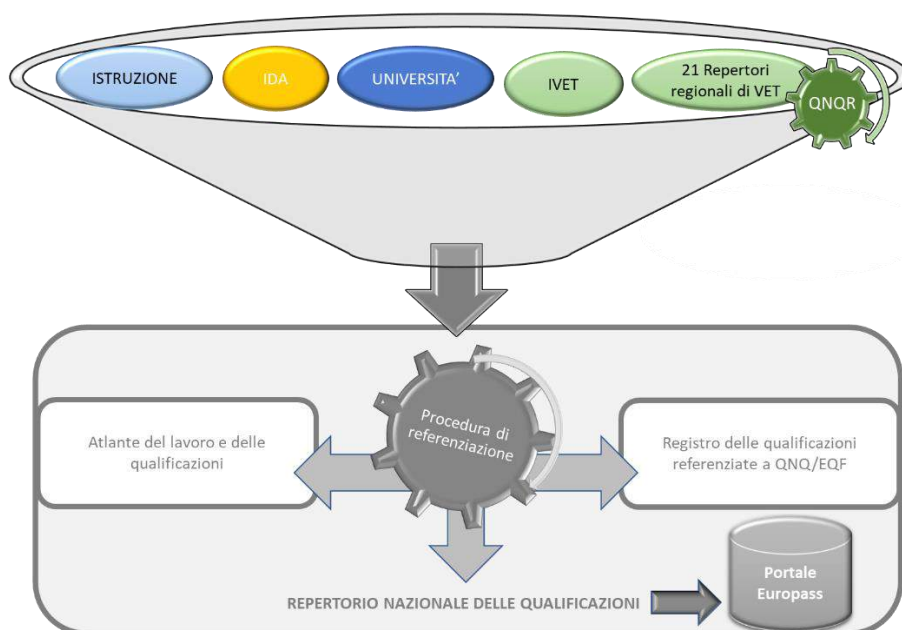 ISTRUZIONE
IDA
UNIVERSITA’
IVET
21 Repertori
regionali di VET
QNQR
Procedura di
referenziazione
Atlante del lavoro e delle
qualificazioni
Registro delle qualificazioni
referenziate a QNQ/EQF
REPERTORIO NAZIONALE DELLE QUALIFICAZIONI
Portale
Europass